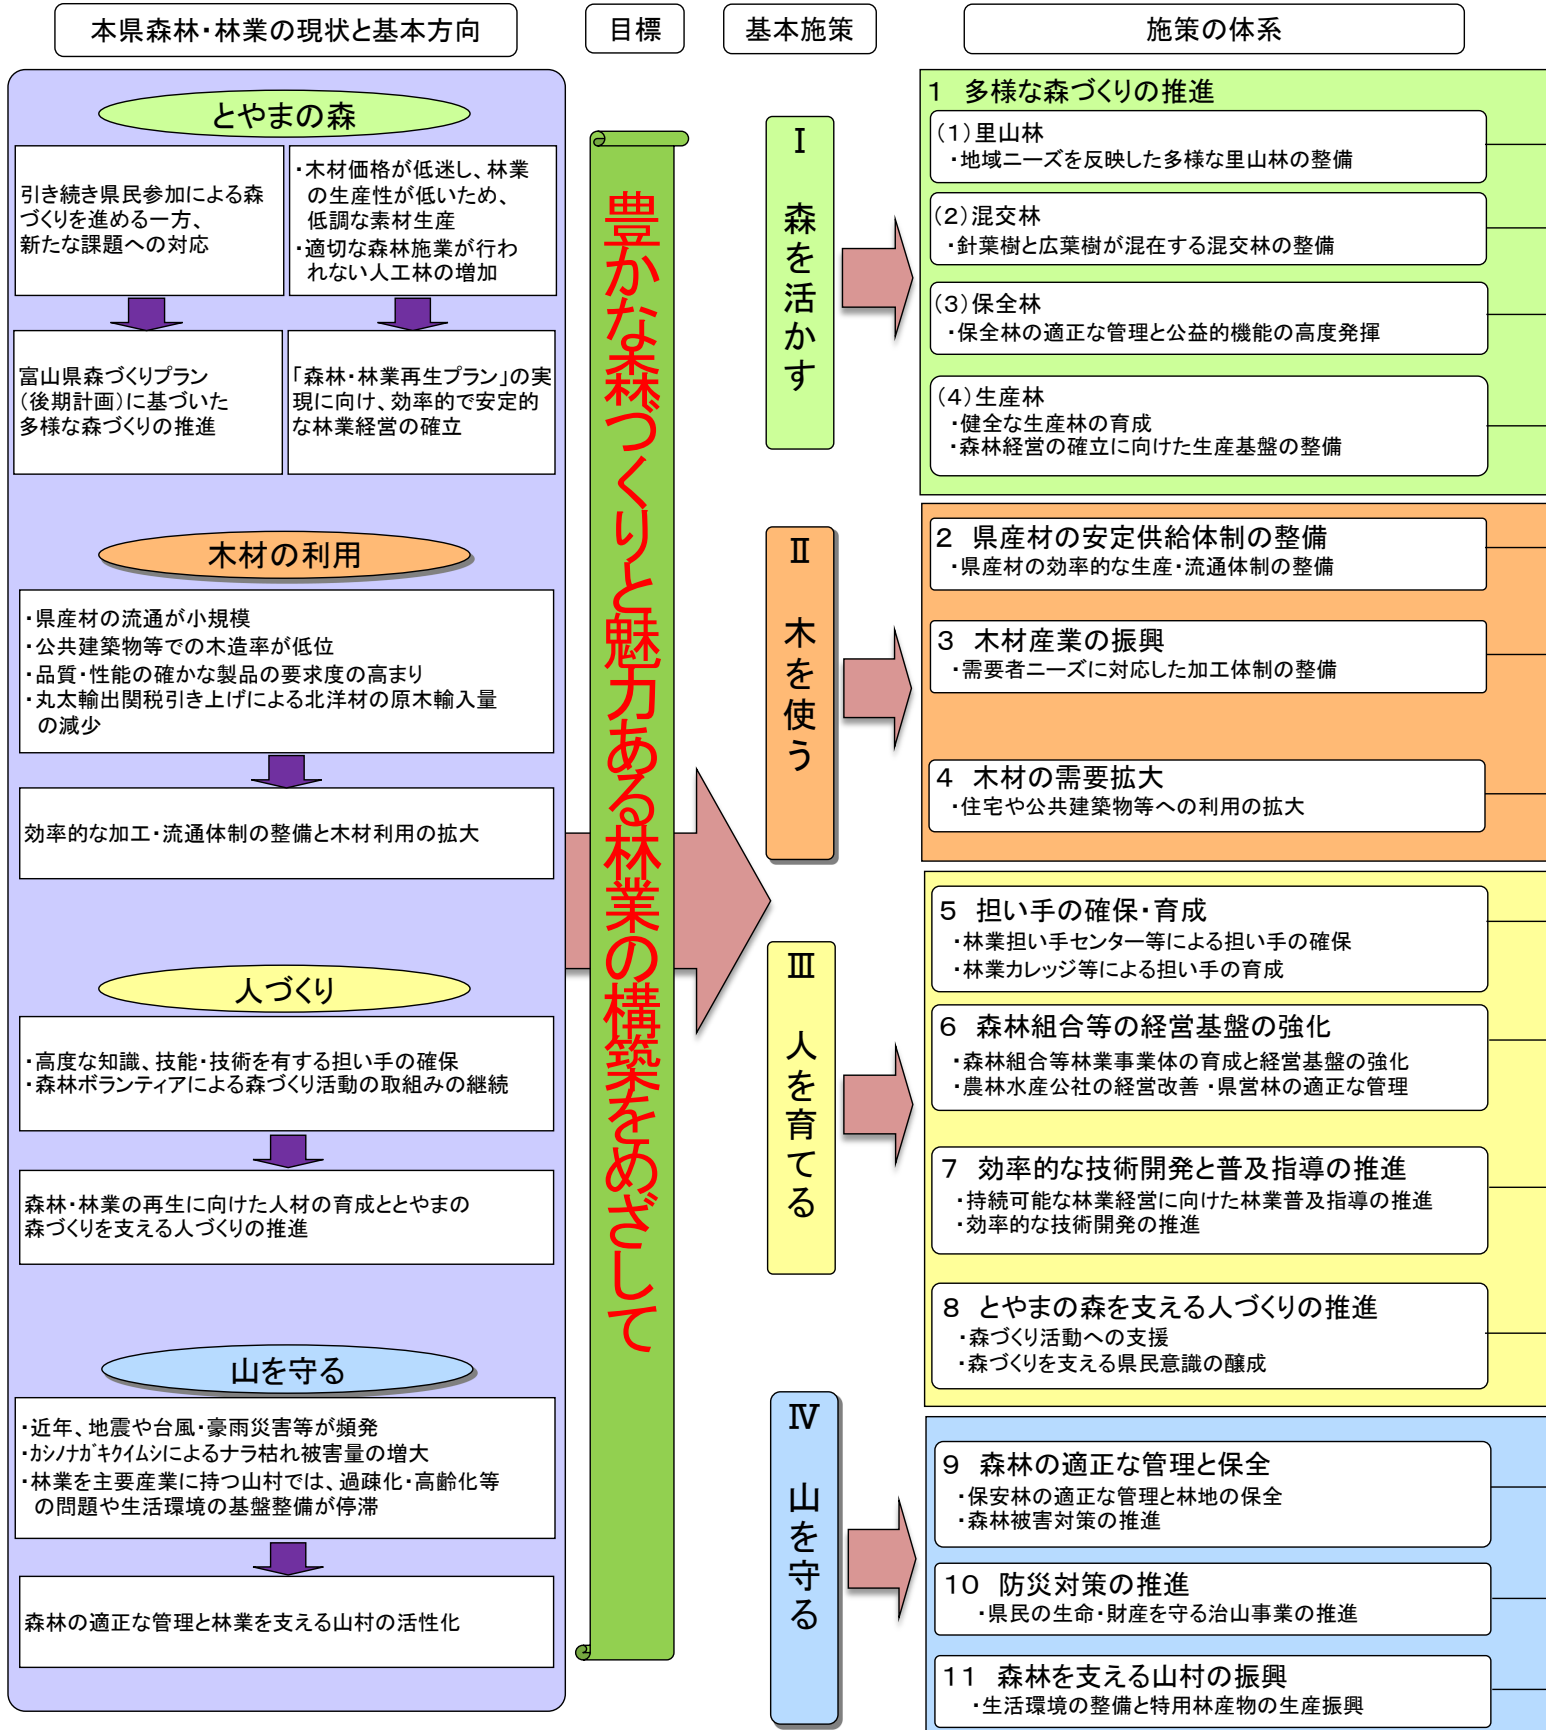 本県森林・林業の現状と基本方向
目標
基本施策
施策の体系
とやまの森
引き続き県民参加による森
づくりを進める一方、
新たな課題への対応
・木材価格が低迷し、林業
の生産性が低いため、
低調な素材生産
・適切な森林施業が行わ
れない人工林の増加
富山県森づくりプラン
（後期計画）に基づいた
多様な森づくりの推進
「森林・林業再生プラン」の実
現に向け、効率的で安定的
な林業経営の確立
木材の利用
・県産材の流通が小規模
・公共建築物等での木造率が低位
・品質・性能の確かな製品の要求度の高まり
・丸太輸出関税引き上げによる北洋材の原木輸入量
の減少
効率的な加工・流通体制の整備と木材利用の拡大
人づくり
・高度な知識、技能・技術を有する担い手の確保
・森林ボランティアによる森づくり活動の取組みの継続
森林・林業の再生に向けた人材の育成ととやまの
森づくりを支える人づくりの推進
山を守る
・近年、地震や台風・豪雨災害等が頻発
・カシノナガキクイムシによるナラ枯れ被害量の増大
・林業を主要産業に持つ山村では、過疎化・高齢化等
の問題や生活環境の基盤整備が停滞
森林の適正な管理と林業を支える山村の活性化
豊かな森づくりと魅力ある林業の構築をめざして
Ⅰ 森を活かす
Ⅱ 木を使う
Ⅲ 人を育てる
Ⅳ 山を守る
１ 多様な森づくりの推進
（１）里山林
・地域ニーズを反映した多様な里山林の整備
（２）混交林
・針葉樹と広葉樹が混在する混交林の整備
（３）保全林
・保全林の適正な管理と公益的機能の高度発揮
（４）生産林
・健全な生産林の育成
・森林経営の確立に向けた生産基盤の整備
２ 県産材の安定供給体制の整備
・県産材の効率的な生産・流通体制の整備
３ 木材産業の振興
・需要者ニーズに対応した加工体制の整備
４ 木材の需要拡大
・住宅や公共建築物等への利用の拡大
５ 担い手の確保・育成
・林業担い手センター等による担い手の確保
・林業カレッジ等による担い手の育成
６ 森林組合等の経営基盤の強化
・森林組合等林業事業体の育成と経営基盤の強化
・農林水産公社の経営改善 ・県営林の適正な管理
７ 効率的な技術開発と普及指導の推進
・持続可能な林業経営に向けた林業普及指導の推進
・効率的な技術開発の推進
８ とやまの森を支える人づくりの推進
・森づくり活動への支援
・森づくりを支える県民意識の醸成
９ 森林の適正な管理と保全
・保安林の適正な管理と林地の保全
・森林被害対策の推進
１０ 防災対策の推進
・県民の生命・財産を守る治山事業の推進
１１ 森林を支える山村の振興
・生活環境の整備と特用林産物の生産振興